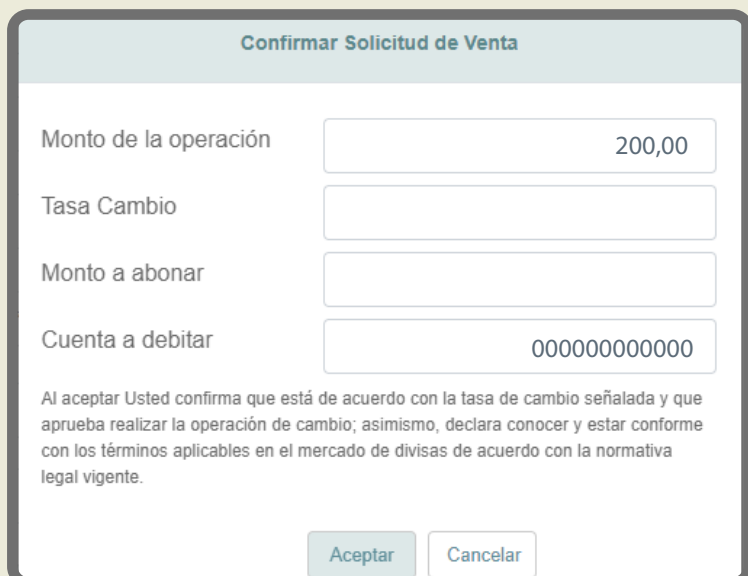 Confirmar Solicitud de Venta
Monto de la operación 200,00
Tasa Cambio
Monto a abonar
Cuenta a debitar 000000000000
Al aceptar Usted confirma que está de acuerdo con la tasa de cambio señalada y que
aprueba realizar la operación de cambio; asimismo, declara conocer y estar conforme
con los términos aplicables en el mercado de divisas de acuerdo con la normativa
legal vigente.
Aceptar Cancelar